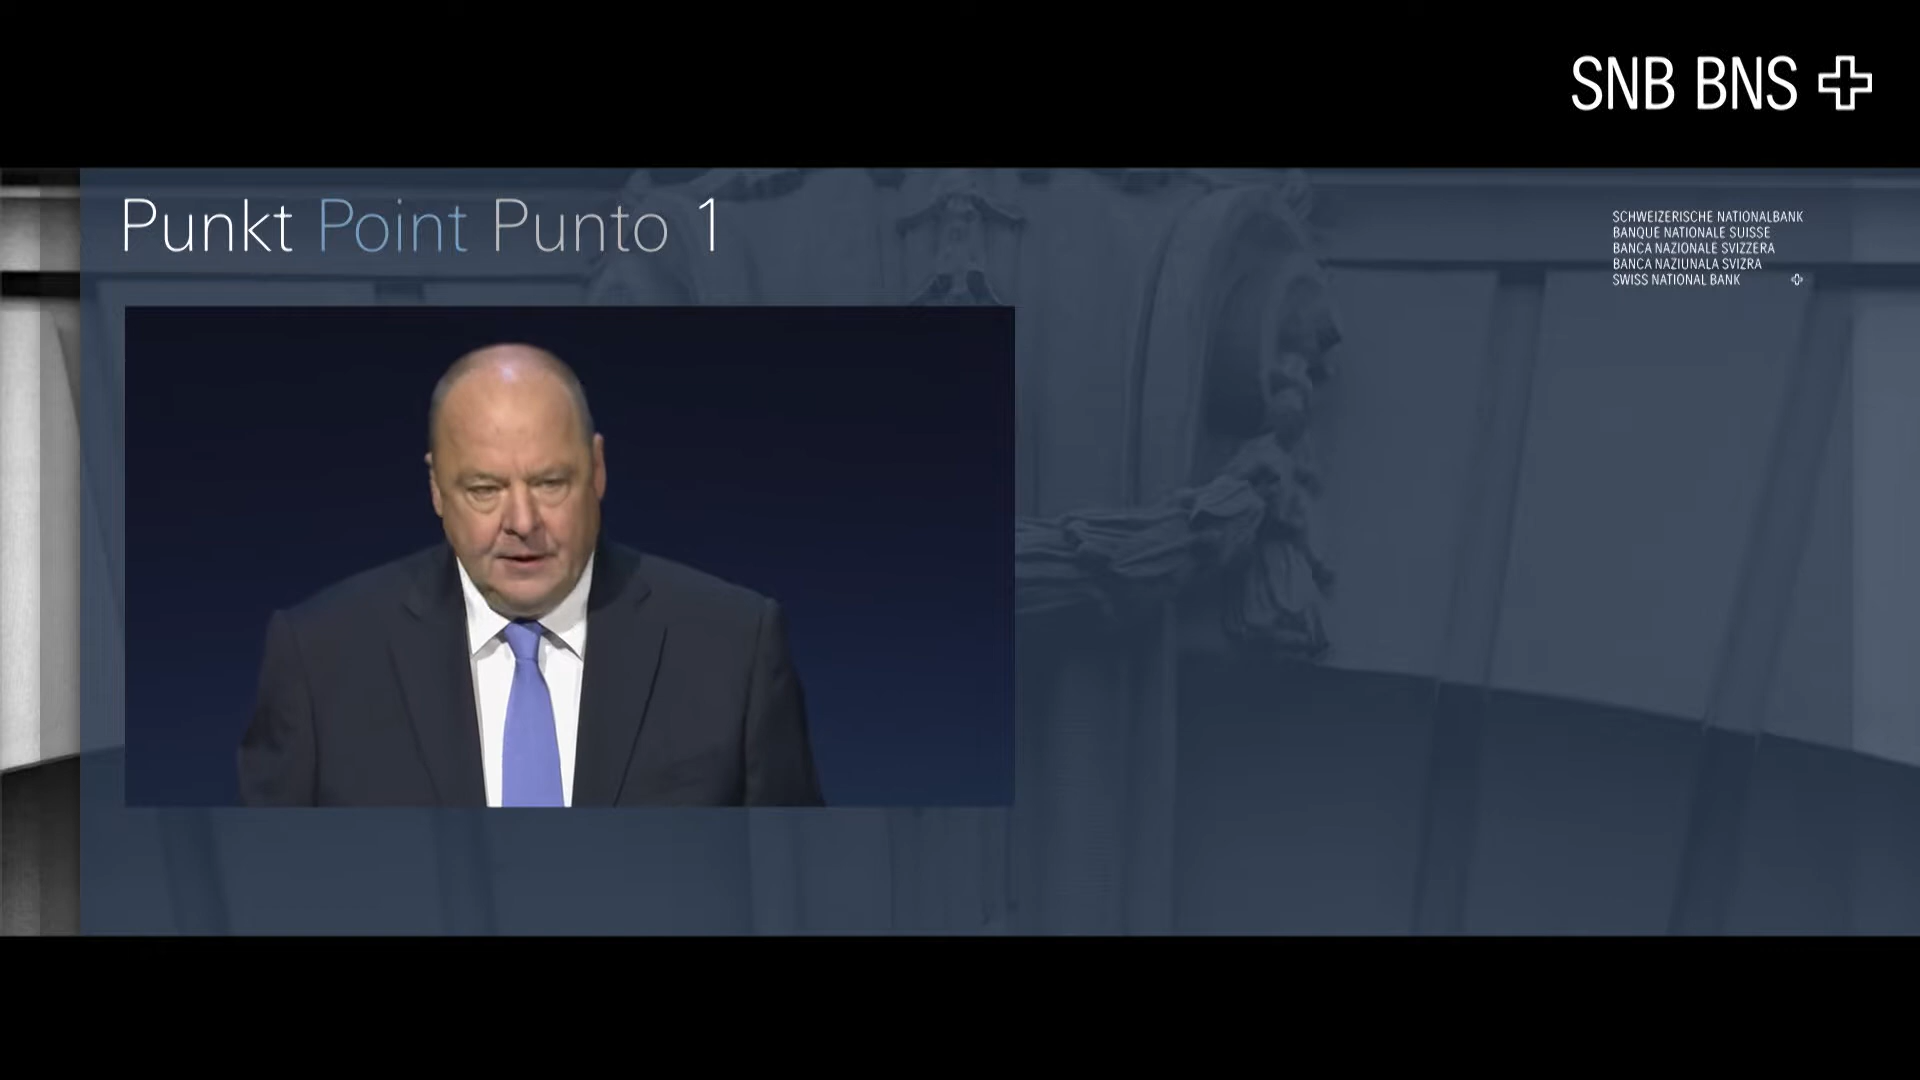 SNB BNS
Punkt Point Punto 1
SCHWEIZERISCHE NATIONALBANK
BANQUE NATIONALE SUISSE
BANCA NAZIONALE SVIZZERA
BANCA NAZIUNALA SVIZRA
SWISS NATIONAL BANK